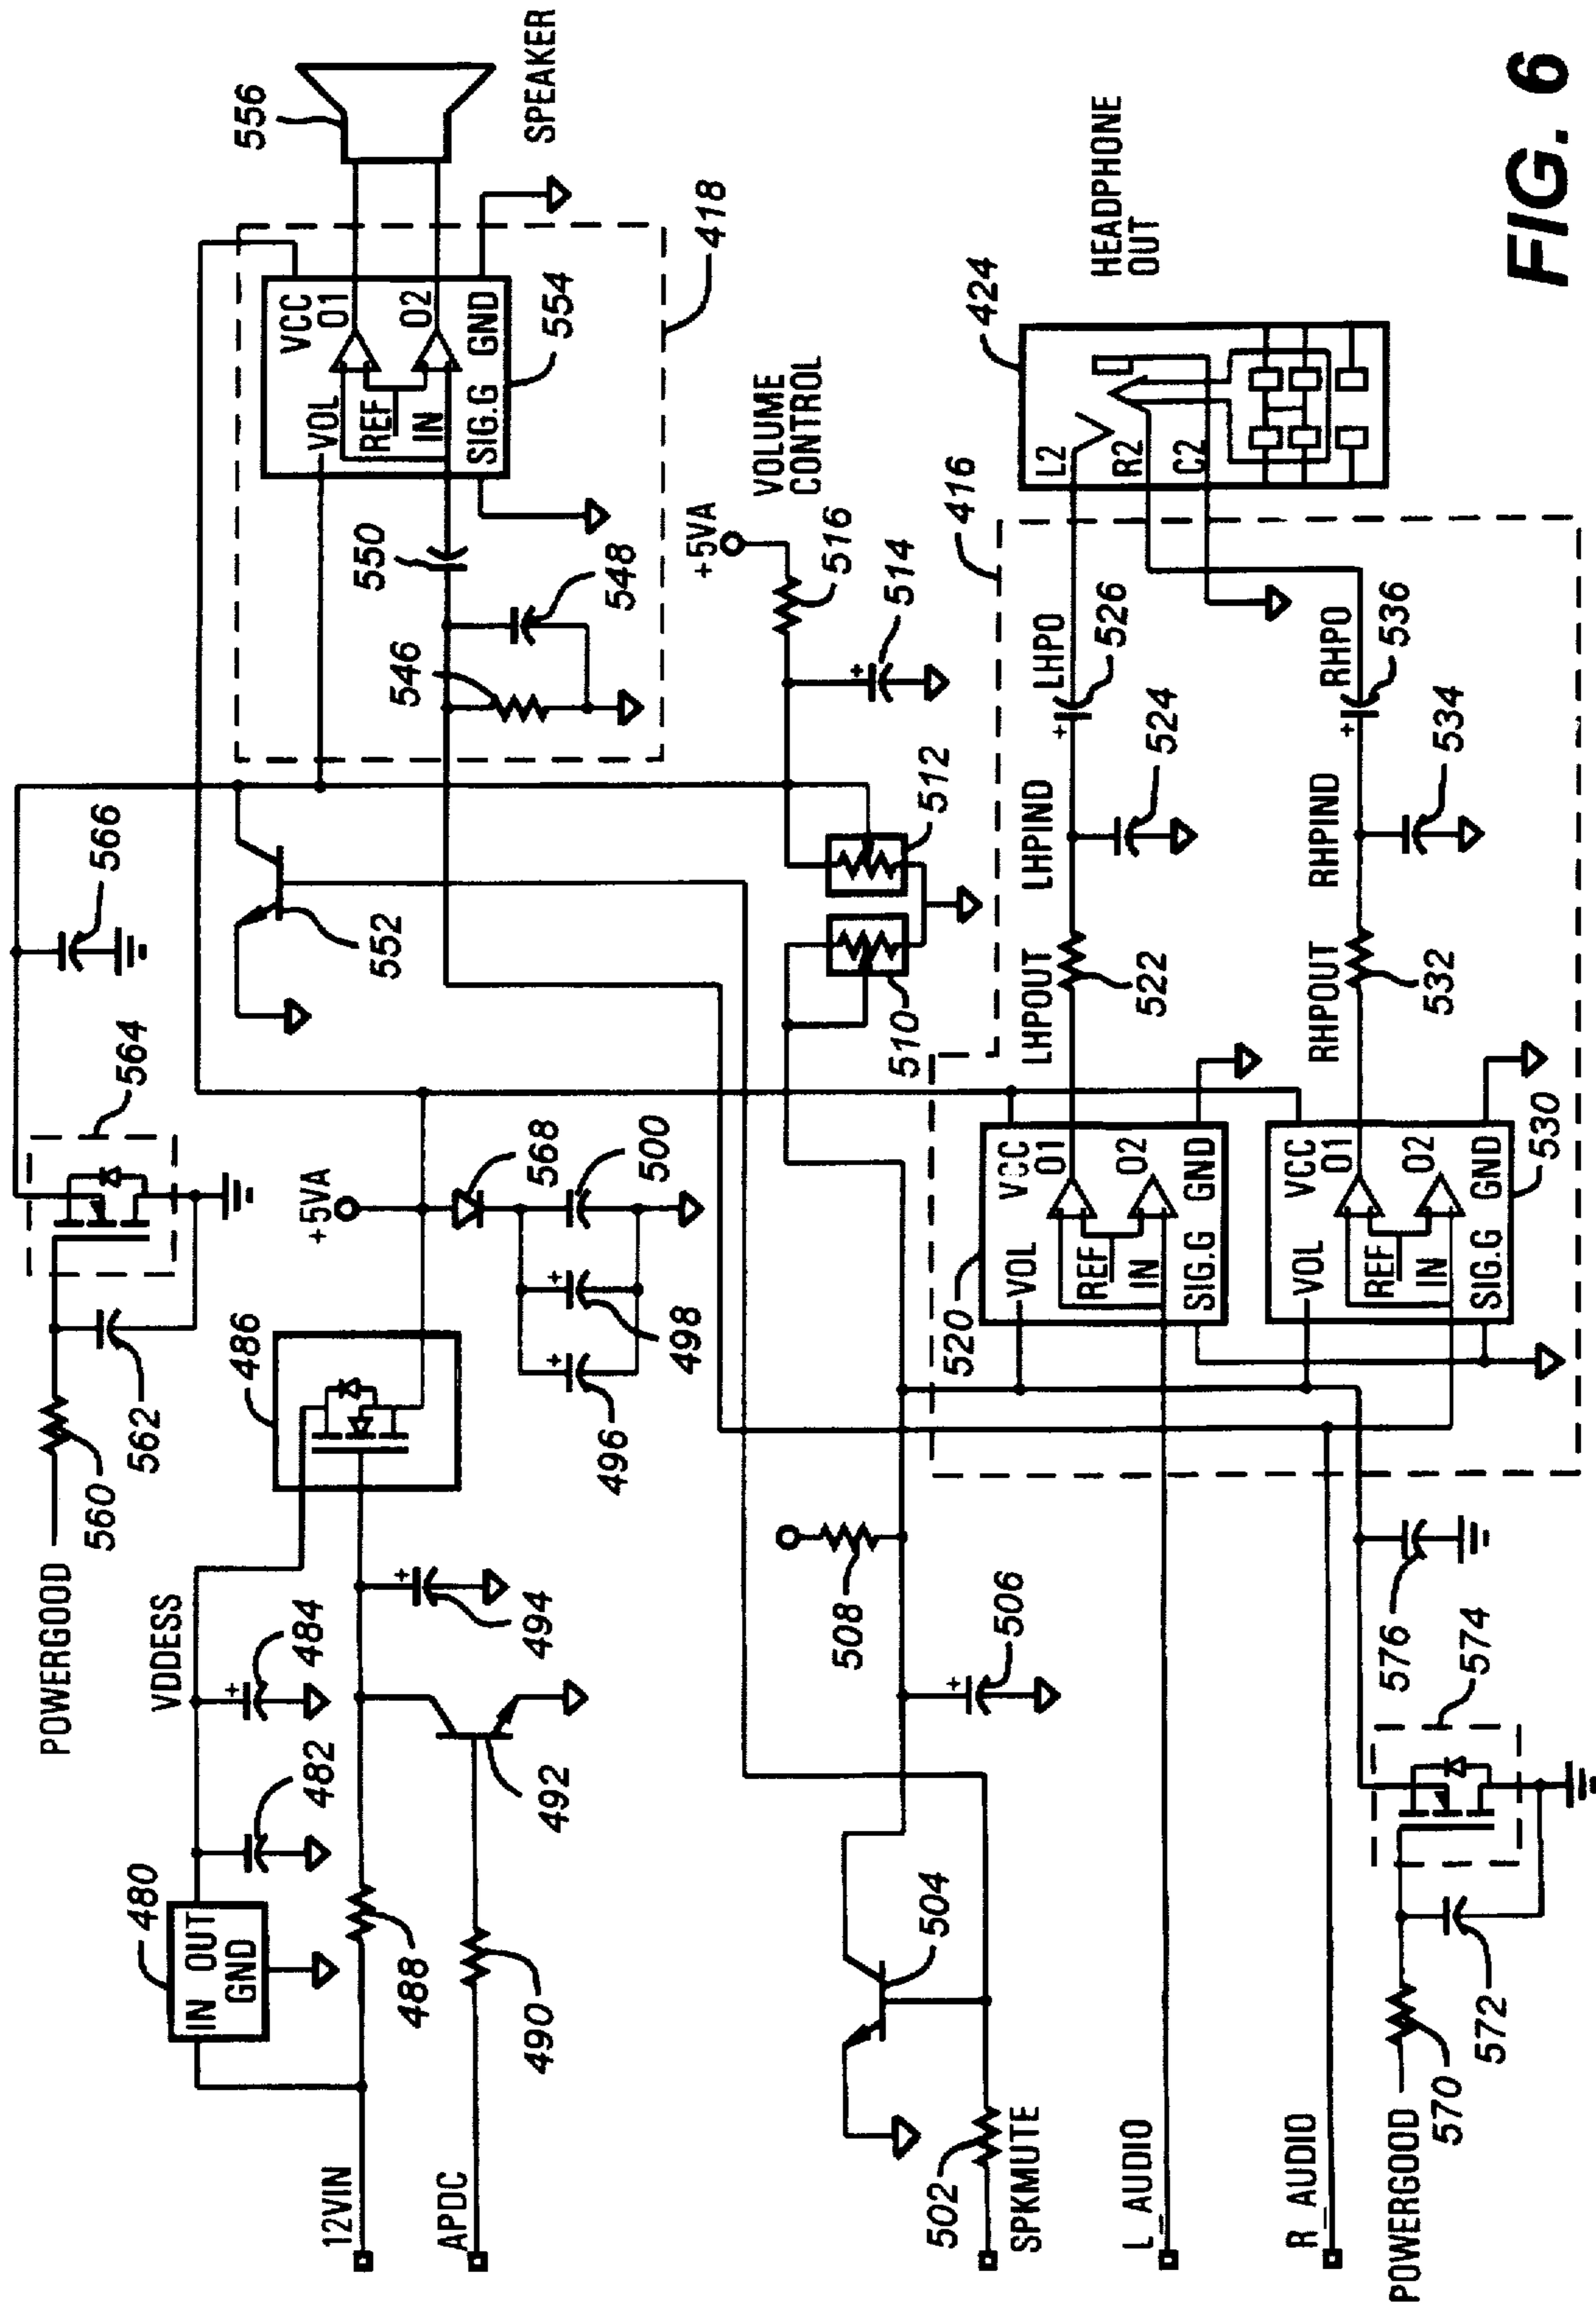 POWERGOOD
560
562
564
566
12VIN
480
IN OUT
GND
482
484
VDDESS
486
488
APDC
490
492
494
+5VA
568
500
498
496
552
556
SPEAKER
418
VCC
VOL
O1
REF
O2
IN
SIG.G GND
554
550
548
546
VOLUME
CONTROL
+5VA
516
514
512
510
508
506
504
502
SPKMUTE
L_AUDIO
R_AUDIO
416
520
VCC
VOL
O1
REF
O2
IN
SIG.G GND
LHPOUT
522
LHPIND
524
LHPO
526
424
HEADPHONE
OUT
L2
R2
C2
VCC
VOL
O1
REF
O2
IN
SIG.G GND
530
RHPOUT
532
RHPIND
534
RHPO
536
POWERGOOD
570
572
574
576
FIG. 6